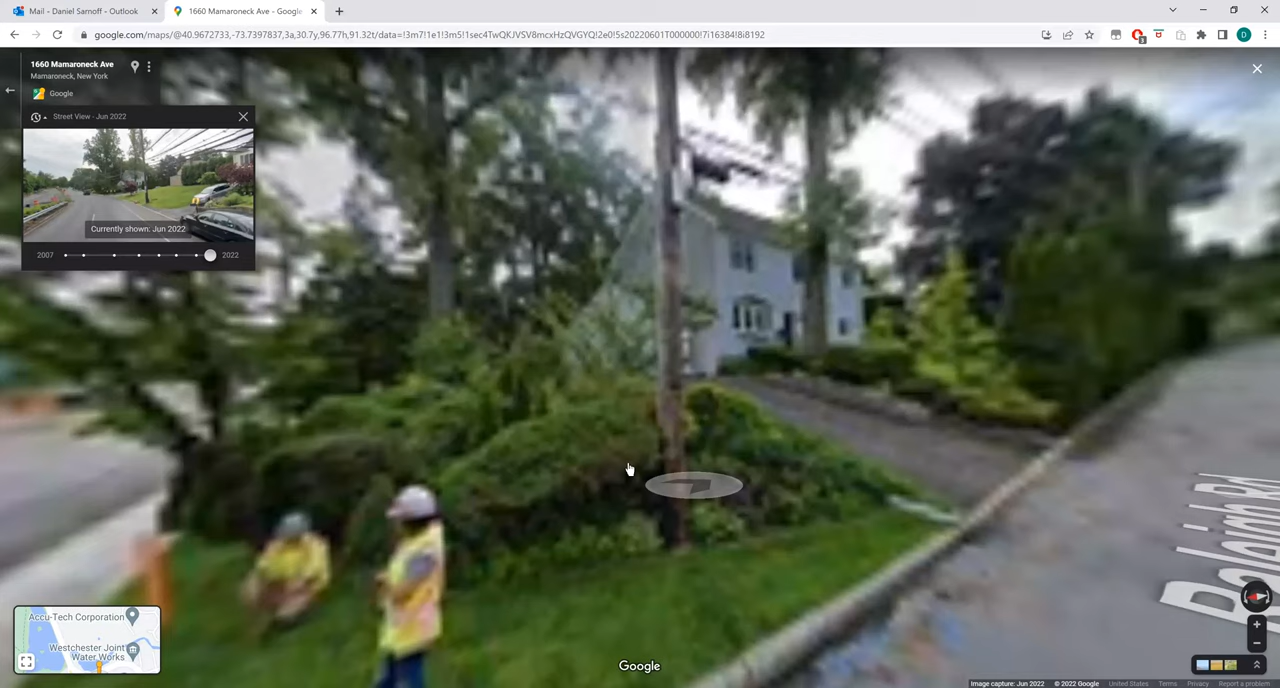 Mail - Daniel Samoff - Outlook
1660 Mamaroneck Ave - Google
google.com/maps/@40.9672733,-73.7397837,3a,30.7y,96.77h,91.32t/data=!3m7!1e1!3m5!1sec4TwQKJVSV8mcxHzQVGYQ!2e0!5s20220601T000000!7i16384!8i8192
3
D
1660 Mamaroneck Ave
Mamaroneck, New York
Google
Street View - Jun 2022
Currently shown: Jun 2022
2007
2022
Rd
Accu-Tech Corporation
Westchester Joint
Water Works
Google
Image capture: Jun 2022 © 2022 Google United States Terms Privacy Report a problem